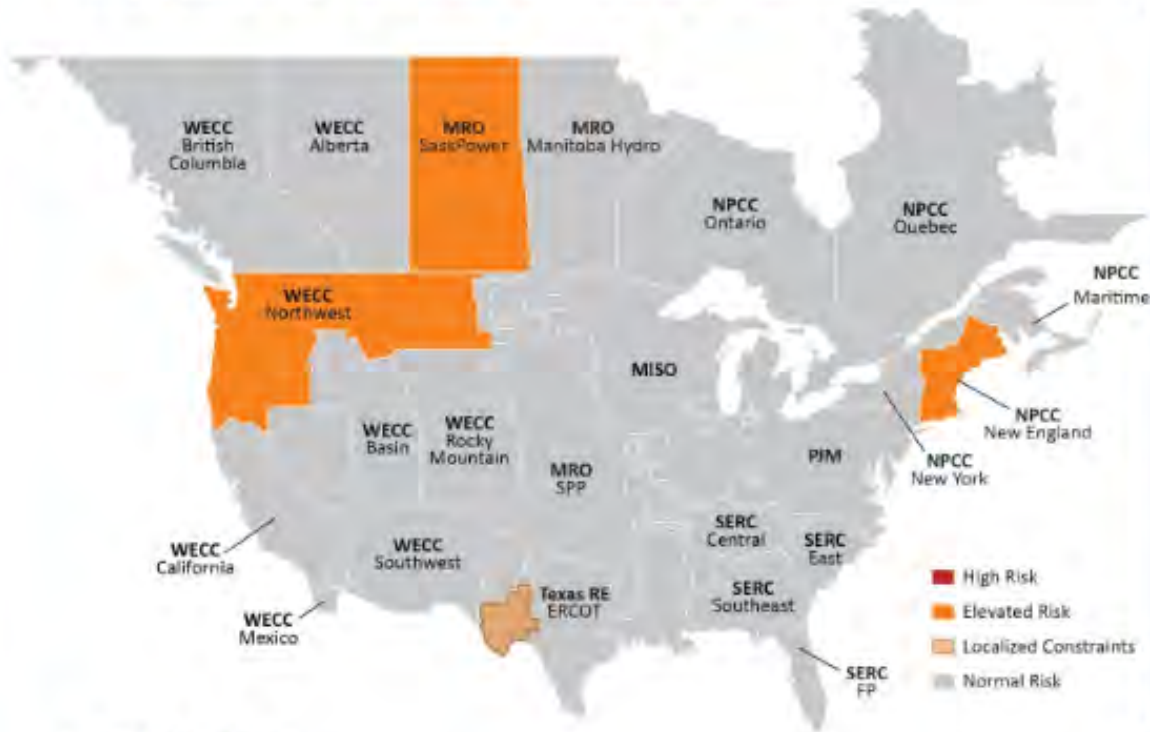 WECC
British
Columbia
WECC
Alberta
MRO
SaskPower
MRO
Manitoba Hydro
NPCC
Ontario
NPCC
Quebec
NPCC
Maritime
WECC
Northwest
MISO
NPCC
New England
NPCC
New York
WECC
Basin
WECC
Rocky
Mountain
MRO
SPP
PJM
WECC
California
WECC
Southwest
SERC
Central
SERC
East
WECC
Mexico
Texas RE
ERCOT
SERC
Southeast
SERC
FP
High Risk
Elevated Risk
Localized Constraints
Normal Risk